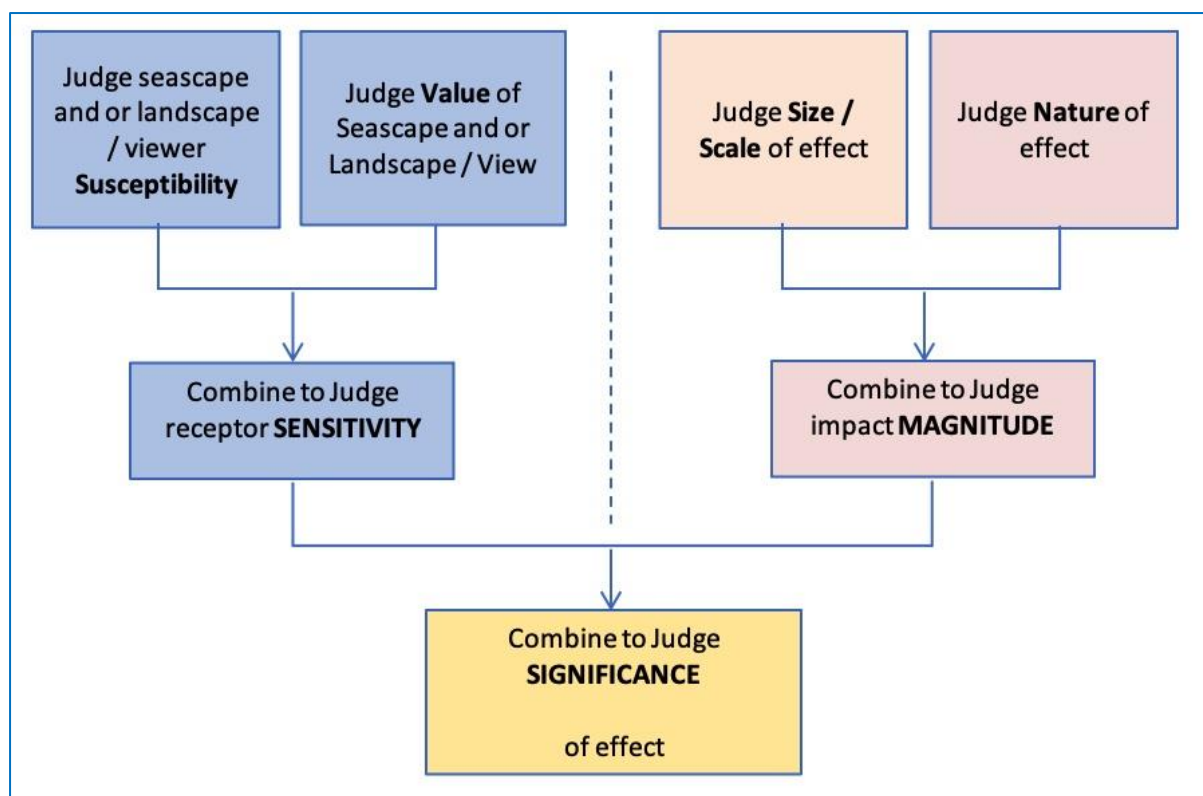 Judge seascape
and or landscape
/ viewer
Susceptibility
Judge Value of
Seascape and or
Landscape / View
Judge Size /
Scale of effect
Judge Nature of
effect
Combine to Judge
receptor SENSITIVITY
Combine to Judge
impact MAGNITUDE
Combine to Judge
SIGNIFICANCE
of effect